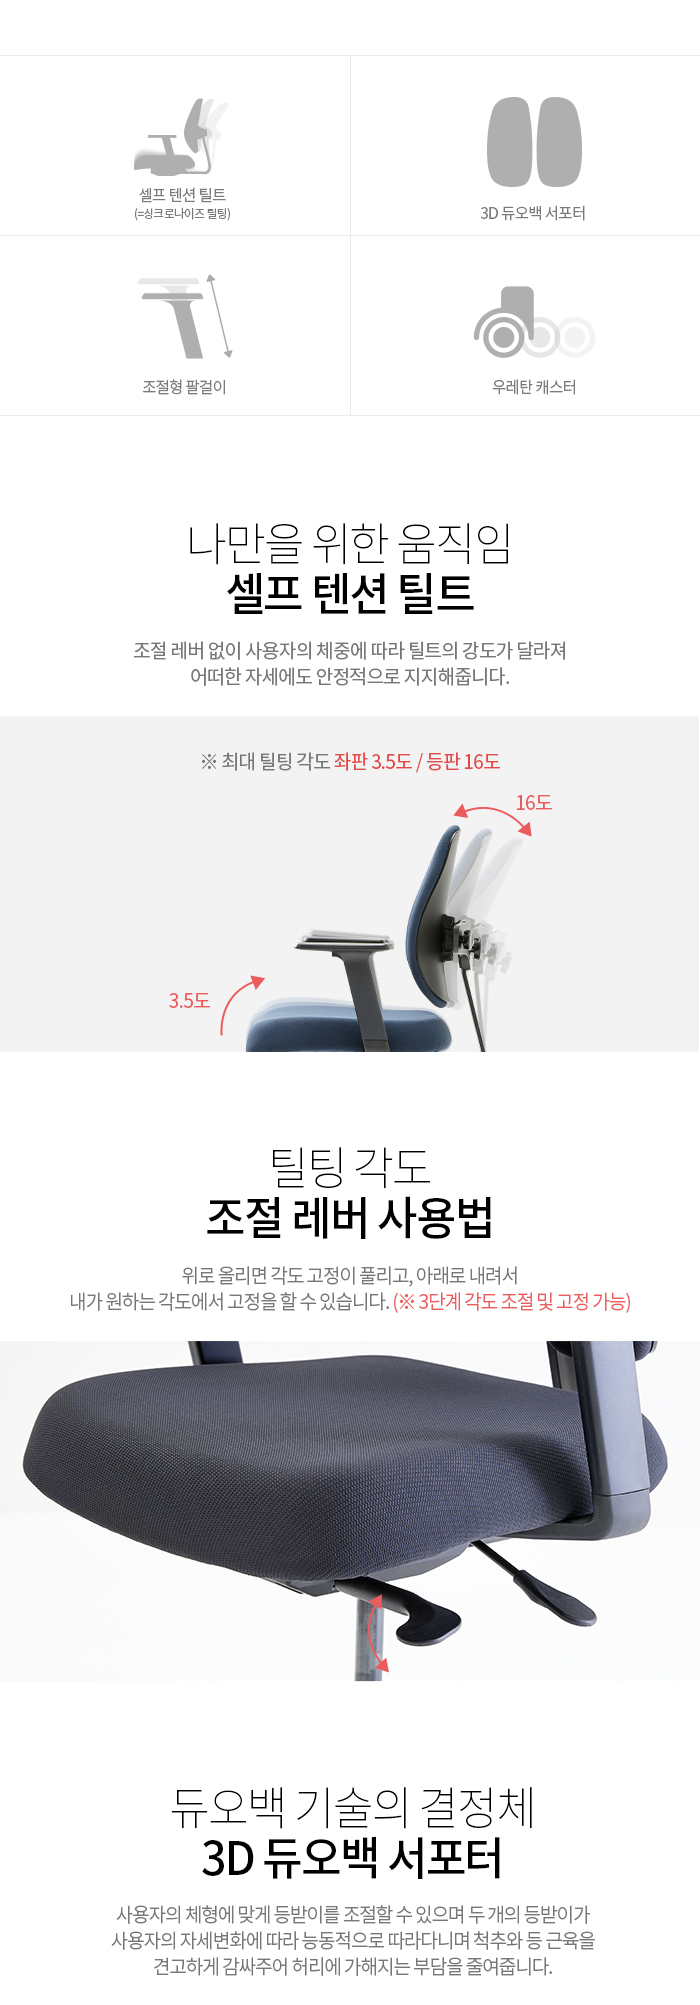 셀프 텐션 틸트
(=싱크로나이즈 틸팅)
3D 듀오백 서포터
조절형 팔걸이
우레탄 캐스터
나만을 위한 움직임
셀프 텐션 틸트
조절 레버 없이 사용자의 체중에 따라 틸트의 강도가 달라져
어떠한 자세에도 안정적으로 지지해줍니다.
※ 최대 틸팅 각도 좌판 3.5도 / 등판 16도
16도
3.5도
틸팅 각도
조절 레버 사용법
위로 올리면 각도 고정이 풀리고, 아래로 내려서
내가 원하는 각도에서 고정을 할 수 있습니다. (※ 3단계 각도 조절 및 고정 가능)
듀오백 기술의 결정체
3D 듀오백 서포터
사용자의 체형에 맞게 등받이를 조절할 수 있으며 두 개의 등받이가
사용자의 자세변화에 따라 능동적으로 따라다니며 척추와 등 근육을
견고하게 감싸주어 허리에 가해지는 부담을 줄여줍니다.